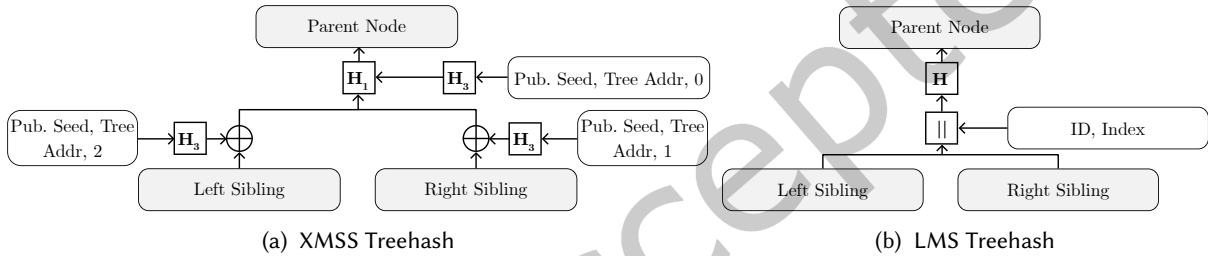 Parent Node
H₁
H₃
Pub. Seed, Tree Addr, 0
Pub. Seed, Tree
Addr, 2
H₃
H₃
Pub. Seed, Tree
Addr, 1
Left Sibling
Right Sibling
(a) XMSS Treehash
Parent Node
H
||
ID, Index
Left Sibling
Right Sibling
(b) LMS Treehash